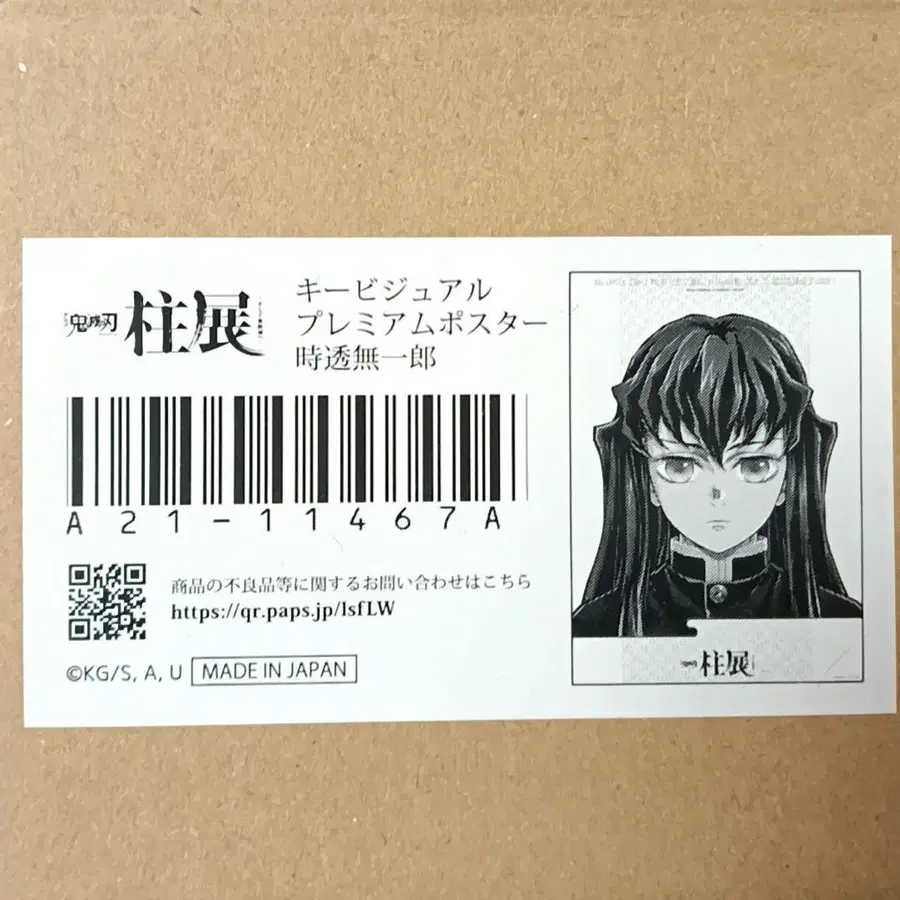 鬼滅刃 柱展
キービジュアル
プレミアムポスター
時透無一郎
A21-11467A
商品の不良品等に関するお問い合わせはこちら
https://qr.paps.jp/lsfLW
©KG/S, A, U MADE IN JAPAN
柱展